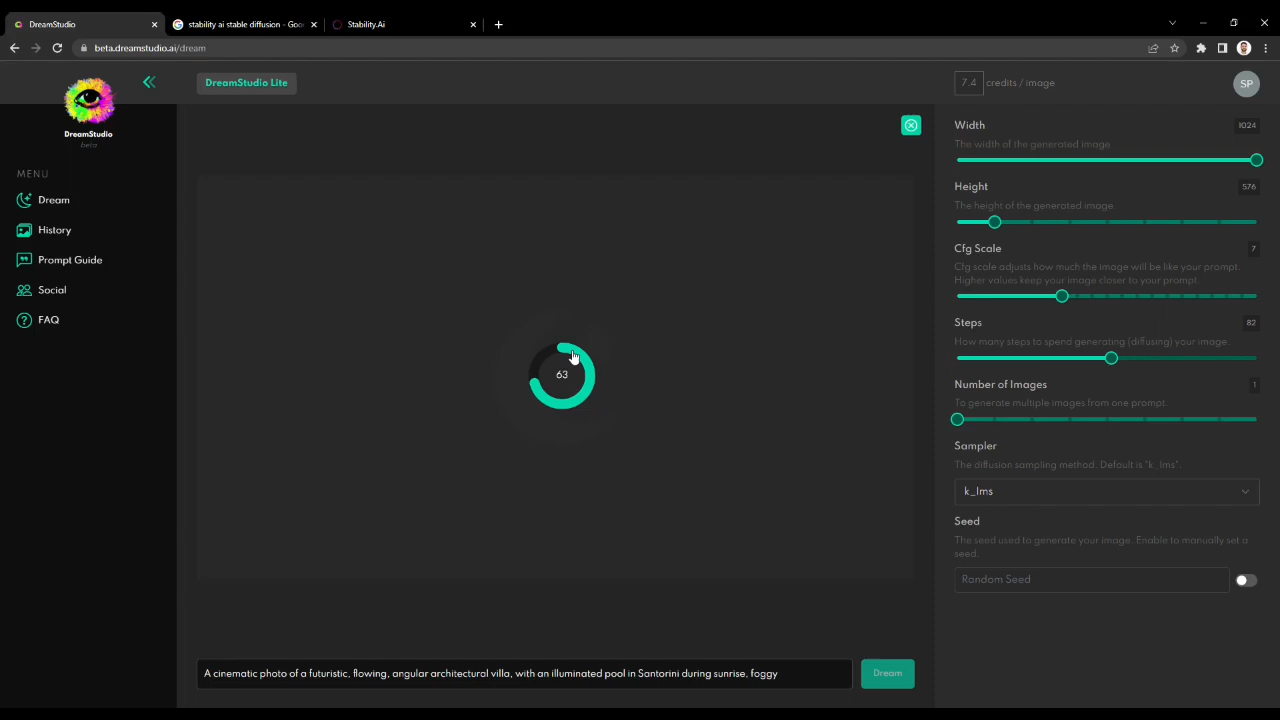 DreamStudio
stability ai stable diffusion - Goo
Stability.Ai
beta.dreamstudio.ai/dream
DreamStudio
beta
DreamStudio Lite
7.4 credits / image
SP
MENU
Dream
History
Prompt Guide
Social
FAQ
63
Width
1024
The width of the generated image.
Height
576
The height of the generated image.
Cfg Scale
7
Cfg scale adjusts how much the image will be like your prompt.
Higher values keep your image closer to your prompt.
Steps
82
How many steps to spend generating (diffusing) your image.
Number of Images
1
To generate multiple images from one prompt.
Sampler
The diffusion sampling method. Default is "k_lms".
k_lms
Seed
The seed used to generate your image. Enable to manually set a
seed.
Random Seed
A cinematic photo of a futuristic, flowing, angular architectural villa, with an illuminated pool in Santorini during sunrise, foggy
Dream